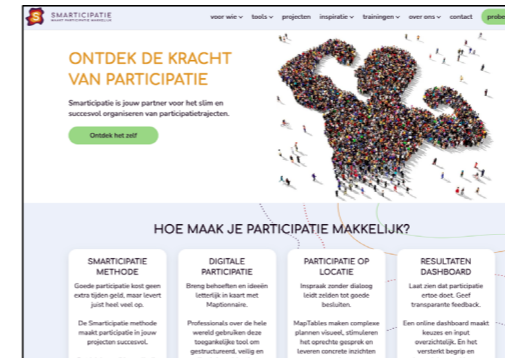 SMARTICIPATIE
MAAKT PARTICIPATIE MAKKELIJK
voor wie tools projecten inspiratie trainingen over ons contact probe
ONTDEK DE KRACHT
VAN PARTICIPATIE
Smarticipatie is jouw partner voor het slim en
succesvol organiseren van participatietrajecten.
Ontdek het zelf
HOE MAAK JE PARTICIPATIE MAKKELIJK?
SMARTICIPATIE
METHODE
Goede participatie kost geen
extra tijden geld, maar levert
juist heel veel op.
De Smarticipatie methode
maakt participatie in jouw
projecten succesvol.
DIGITALE
PARTICIPATIE
Breng behoeften en ideeën
letterlijk in kaart met
Maptionnaire.
Professionals over de hele
wereld gebruiken deze
toegankelijke tool om
gestructureerd, veilig en
PARTICIPATIE OP
LOCATIE
Inspraak zonder dialoog
leidt zelden tot goede
besluiten.
MapTables maken complexe
plannen visueel, stimuleren
het oprechte gesprek en
leveren concrete inzichten
RESULTATEN
DASHBOARD
Laat zien dat participatie
ertoe doet. Geef
transparante feedback.
Een online dashboard maakt
keuzes en input
overzichtelijk. En het
versterkt begrip en